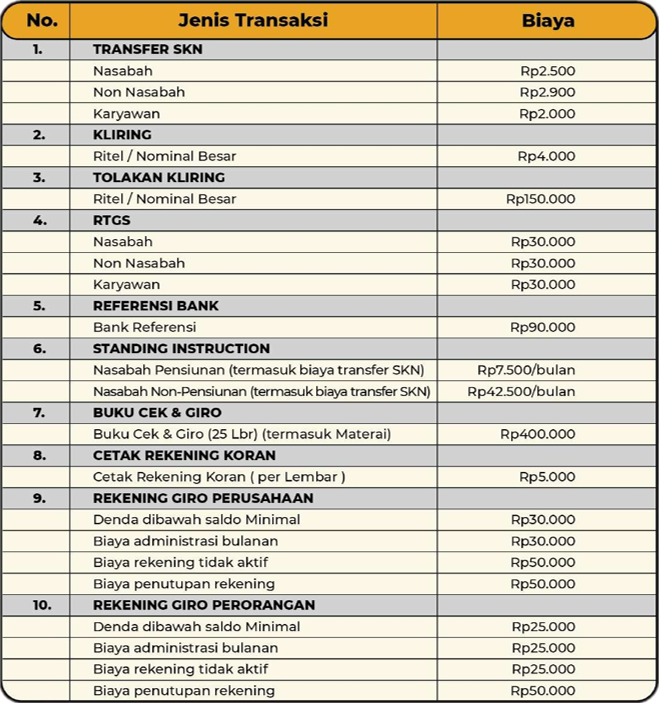 No. Jenis Transaksi Biaya
1. TRANSFER SKN
Nasabah Rp2.500
Non Nasabah Rp2.900
Karyawan Rp2.000
2. KLIRING
Ritel / Nominal Besar Rp4.000
3. TOLAKAN KLIRING
Ritel / Nominal Besar Rp150.000
4. RTGS
Nasabah Rp30.000
Non Nasabah Rp30.000
Karyawan Rp30.000
5. REFERENSI BANK
Bank Referensi Rp90.000
6. STANDING INSTRUCTION
Nasabah Pensiunan (termasuk biaya transfer SKN) Rp7.500/bulan
Nasabah Non-Pensiunan (termasuk biaya transfer SKN) Rp42.500/bulan
7. BUKU CEK & GIRO
Buku Cek & Giro (25 Lbr) (termasuk Materai) Rp400.000
8. CETAK REKENING KORAN
Cetak Rekening Koran ( per Lembar ) Rp5.000
9. REKENING GIRO PERUSAHAAN
Denda dibawah saldo Minimal Rp30.000
Biaya administrasi bulanan Rp30.000
Biaya rekening tidak aktif Rp50.000
Biaya penutupan rekening Rp50.000
10. REKENING GIRO PERORANGAN
Denda dibawah saldo Minimal Rp25.000
Biaya administrasi bulanan Rp25.000
Biaya rekening tidak aktif Rp25.000
Biaya penutupan rekening Rp50.000